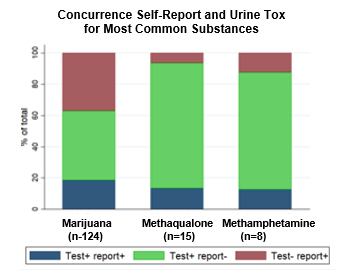 Concurrence Self-Report and Urine Tox
for Most Common Substances
% of total
100
80
60
40
20
0
Marijuana Methaqualone Methamphetamine
(n-124) (n=15) (n=8)
Test+ report+ Test+ report- Test- report+